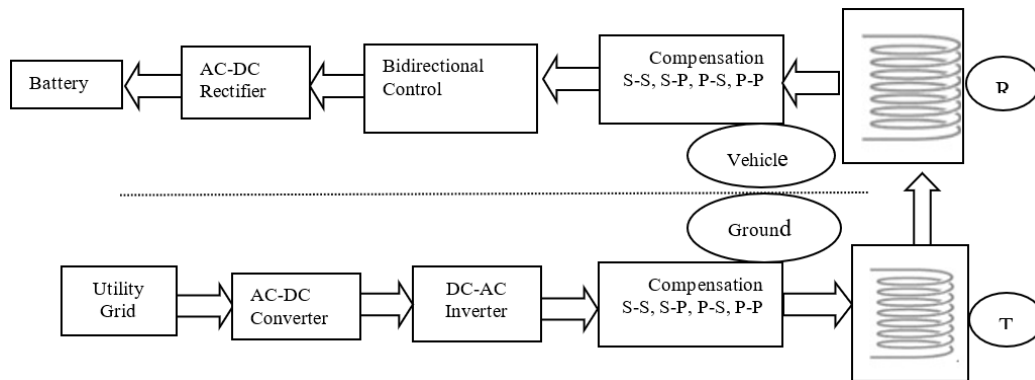 Battery
AC-DC
Rectifier
Bidirectional
Control
Compensation
S-S, S-P, P-S, P-P
R
Vehicle
Ground
Utility
Grid
AC-DC
Converter
DC-AC
Inverter
Compensation
S-S, S-P, P-S, P-P
T